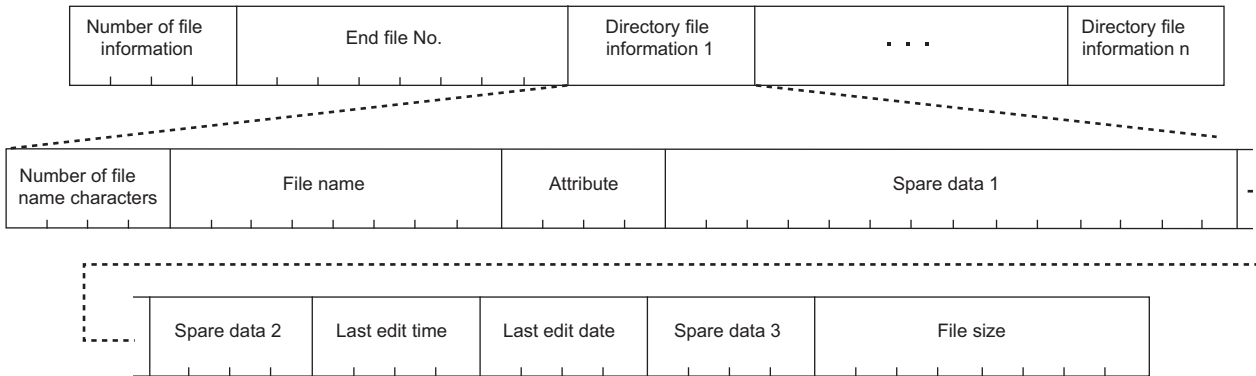 Number of file
information
End file No.
Directory file
information 1
. . .
Directory file
information n
Number of file
name characters
File name
Attribute
Spare data 1
Spare data 2
Last edit time
Last edit date
Spare data 3
File size